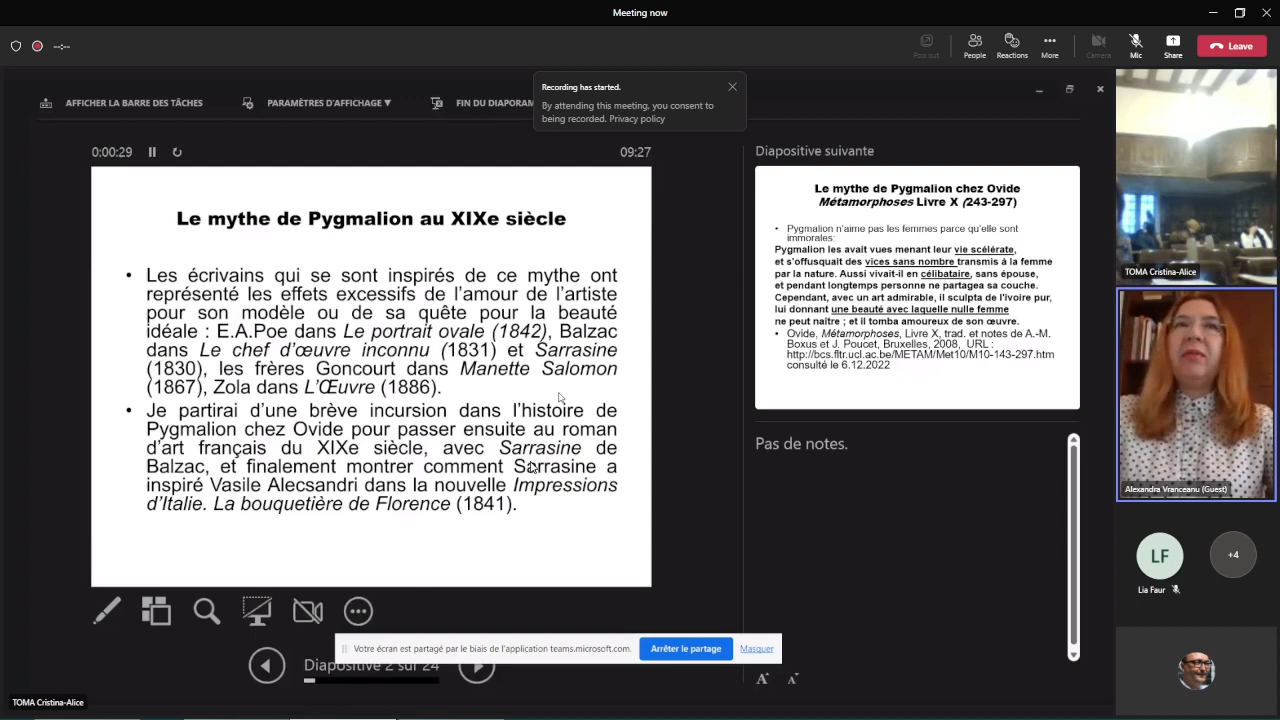 Meeting now
Pop out
People
Reactions
More
Camera
Mic
Share
Leave
AFFICHER LA BARRE DES TÂCHES
PARAMÈTRES D'AFFICHAGE ▼
FIN DU DIAPORAM
Recording has started.
By attending this meeting, you consent to
being recorded. Privacy policy
0:00:29
09:27
Le mythe de Pygmalion au XIXe siècle
• Les écrivains qui se sont inspirés de ce mythe ont
représenté les effets excessifs de l'amour de l'artiste
pour son modèle ou de sa quête pour la beauté
idéale : E.A.Poe dans Le portrait ovale (1842), Balzac
dans Le chef d'œuvre inconnu (1831) et Sarrasine
(1830), les frères Goncourt dans Manette Salomon
(1867), Zola dans L'Œuvre (1886).
• Je partirai d'une brève incursion dans l'histoire de
Pygmalion chez Ovide pour passer ensuite au roman
d'art français du XIXe siècle, avec Sarrasine de
Balzac, et finalement montrer comment Sarrasine a
inspiré Vasile Alecsandri dans la nouvelle Impressions
d'Italie. La bouquetière de Florence (1841).
Diapositive suivante
Le mythe de Pygmalion chez Ovide
Métamorphoses Livre X (243-297)
• Pygmalion n'aime pas les femmes parce qu'elle sont
immorales:
Pygmalion les avait vues menant leur vie scélérate,
et s'offusquait des vices sans nombre transmis à la femme
par la nature. Aussi vivait-il en célibataire, sans épouse,
et pendant longtemps personne ne partagea sa couche.
Cependant, avec un art admirable, il sculpta de l'ivoire pur,
lui donnant une beauté avec laquelle nulle femme
ne peut naître ; et il tomba amoureux de son œuvre.
• Ovide, Métamorphoses, Livre X, trad. et notes de A.-M.
Boxus et J. Poucet, Bruxelles, 2008, URL :
http://bcs.fltr.ucl.ac.be/METAM/Met10/M10-143-297.htm
consulté le 6.12.2022
Pas de notes.
Votre écran est partagé par le biais de l'application teams.microsoft.com.
Arrêter le partage
Masquer
Diapositive 2 sur 24
TOMA Cristina-Alice
TOMA Cristina-Alice
Alexandra Vranceanu (Guest)
LF
Lia Faur
+4
A
A